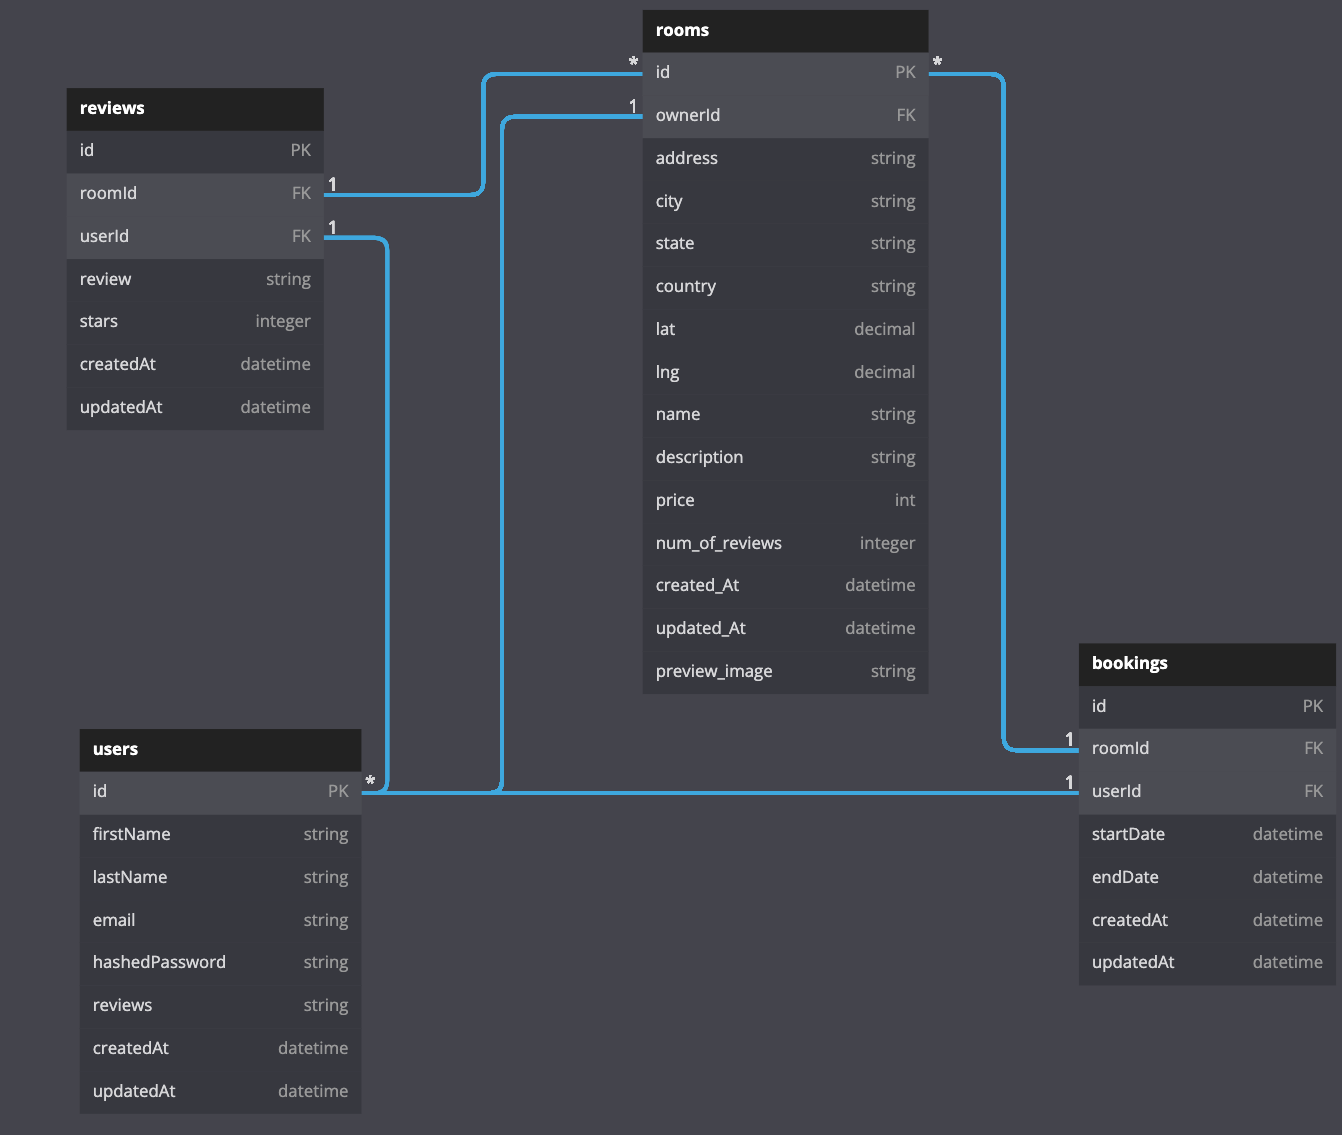 rooms
* id PK *
1 ownerId FK
address string
city string
state string
country string
lat decimal
lng decimal
name string
description string
price int
num_of_reviews integer
created_At datetime
updated_At datetime
preview_image string
reviews
id PK
roomId FK 1
userId FK 1
review string
stars integer
createdAt datetime
updatedAt datetime
users
id PK *
firstName string
lastName string
email string
hashedPassword string
reviews string
createdAt datetime
updatedAt datetime
bookings
id PK
1 roomId FK
1 userId FK
startDate datetime
endDate datetime
createdAt datetime
updatedAt datetime